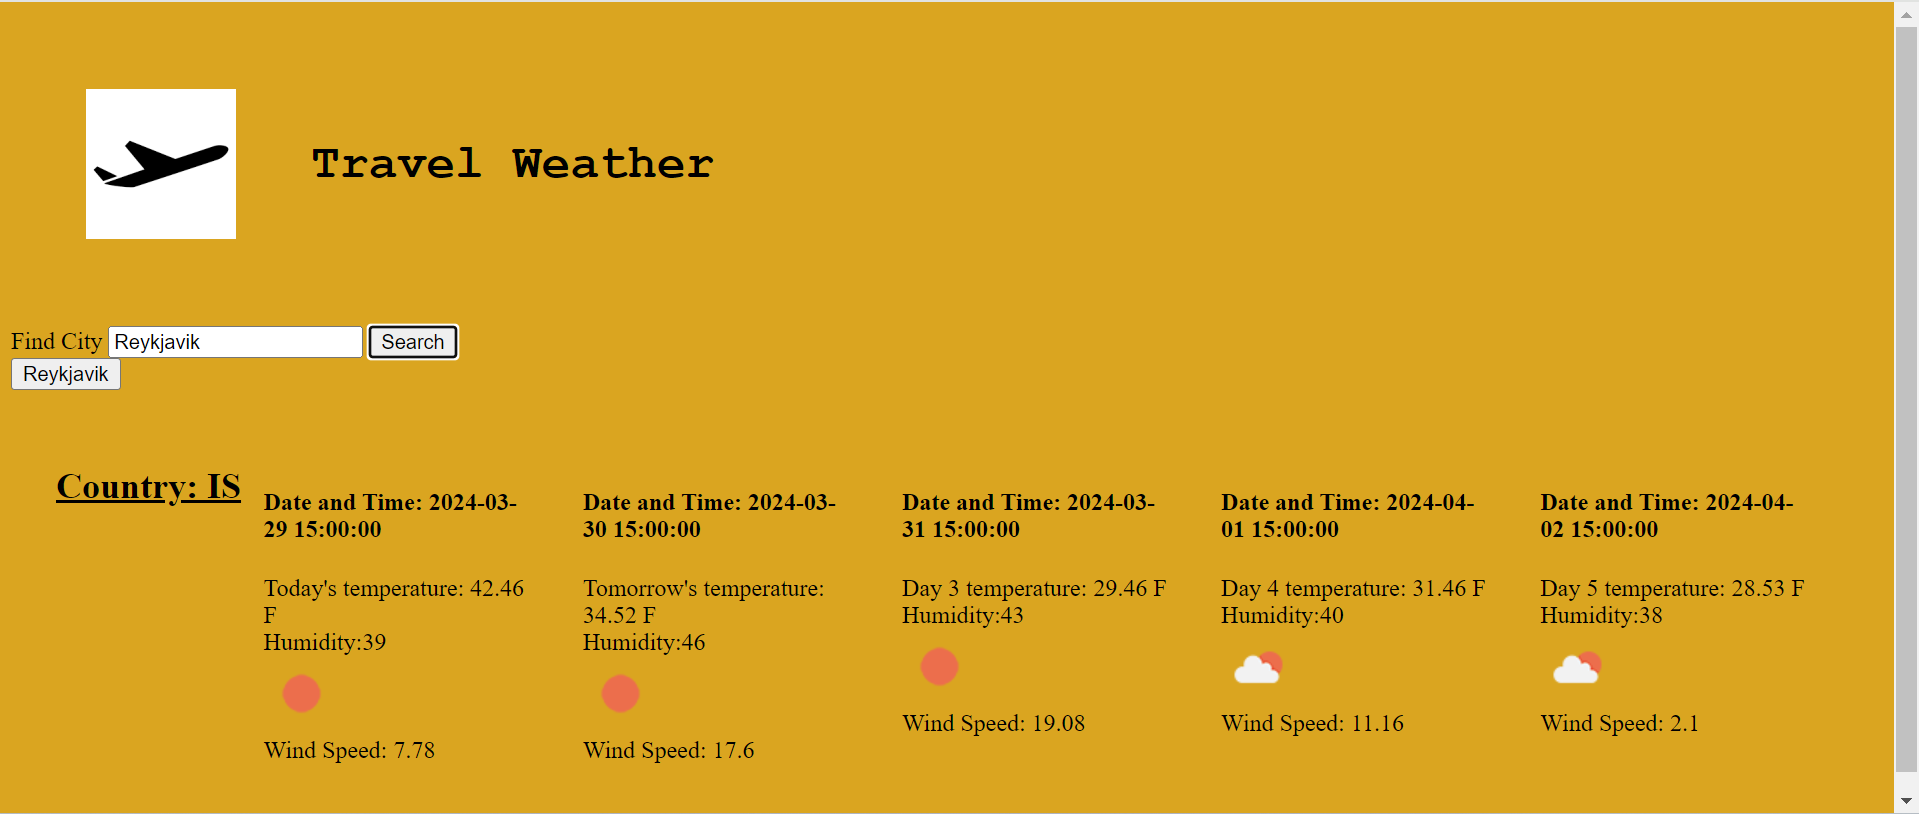 Travel Weather
Find City Reykjavik Search
Reykjavik
Country: IS
Date and Time: 2024-03-
29 15:00:00
Today's temperature: 42.46
F
Humidity:39
Wind Speed: 7.78
Date and Time: 2024-03-
30 15:00:00
Tomorrow's temperature:
34.52 F
Humidity:46
Wind Speed: 17.6
Date and Time: 2024-03-
31 15:00:00
Day 3 temperature: 29.46 F
Humidity:43
Wind Speed: 19.08
Date and Time: 2024-04-
01 15:00:00
Day 4 temperature: 31.46 F
Humidity:40
Wind Speed: 11.16
Date and Time: 2024-04-
02 15:00:00
Day 5 temperature: 28.53 F
Humidity:38
Wind Speed: 2.1